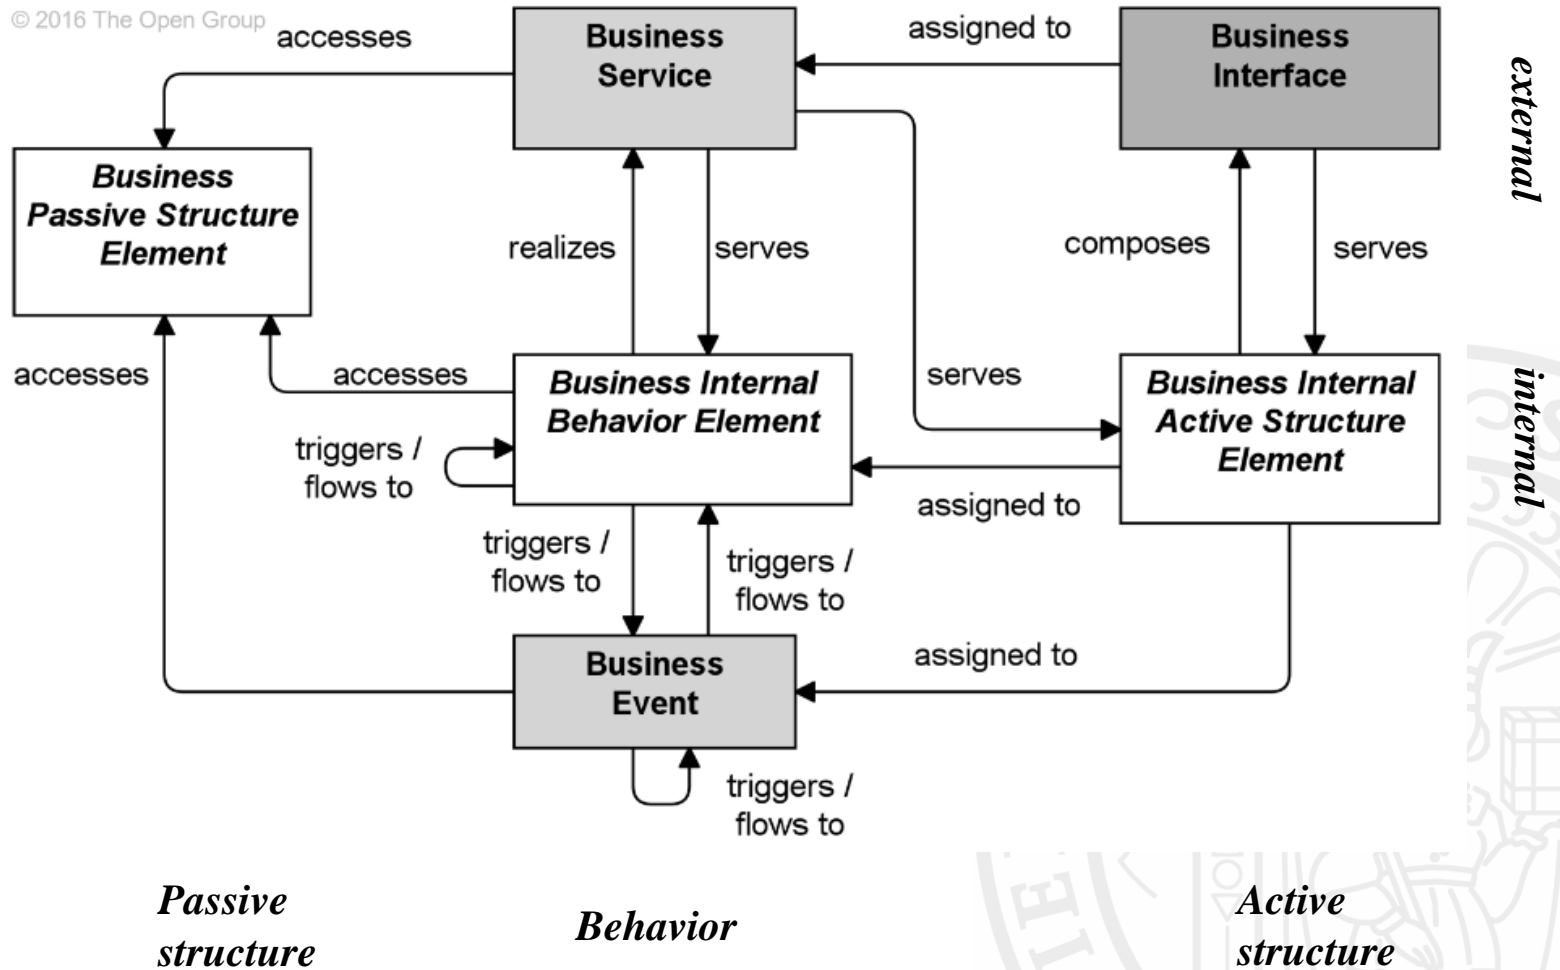 © 2016 The Open Group
accesses
Business
Service
assigned to
Business
Interface
external
Business
Passive Structure
Element
realizes
serves
composes
serves
accesses
accesses
Business Internal
Behavior Element
serves
Business Internal
Active Structure
Element
internal
triggers /
flows to
assigned to
triggers /
flows to
triggers /
flows to
Business
Event
assigned to
triggers /
flows to
Passive
structure
Behavior
Active
structure